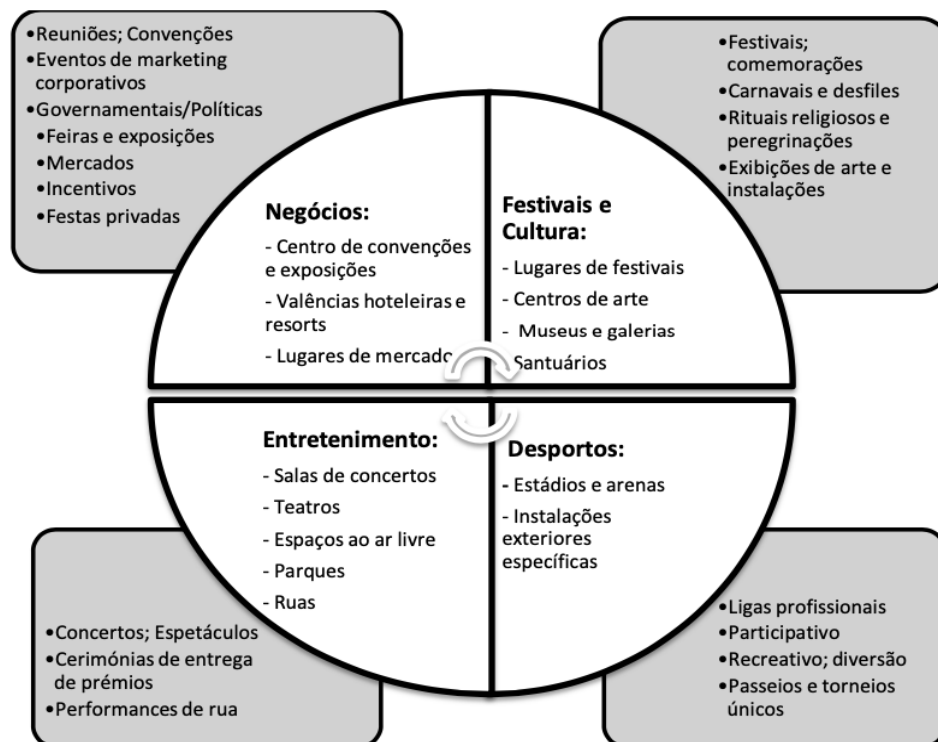 •Reuniões; Convenções
•Eventos de marketing
corporativos
•Governamentais/Políticas
•Feiras e exposições
•Mercados
•Incentivos
•Festas privadas
•Festivais;
comemorações
•Carnavais e desfiles
•Rituais religiosos e
peregrinações
•Exibições de arte e
instalações
Negócios:
- Centro de convenções
e exposições
- Valências hoteleiras e
resorts
- Lugares de mercado
Festivais e
Cultura:
- Lugares de festivais
- Centros de arte
- Museus e galerias
Santuários
Entretenimento:
- Salas de concertos
- Teatros
- Espaços ao ar livre
- Parques
- Ruas
Desportos:
- Estádios e arenas
- Instalações
exteriores
específicas
•Concertos; Espetáculos
•Cerimónias de entrega
de prémios
•Performances de rua
•Ligas profissionais
•Participativo
•Recreativo; diversão
•Passeios e torneios
únicos